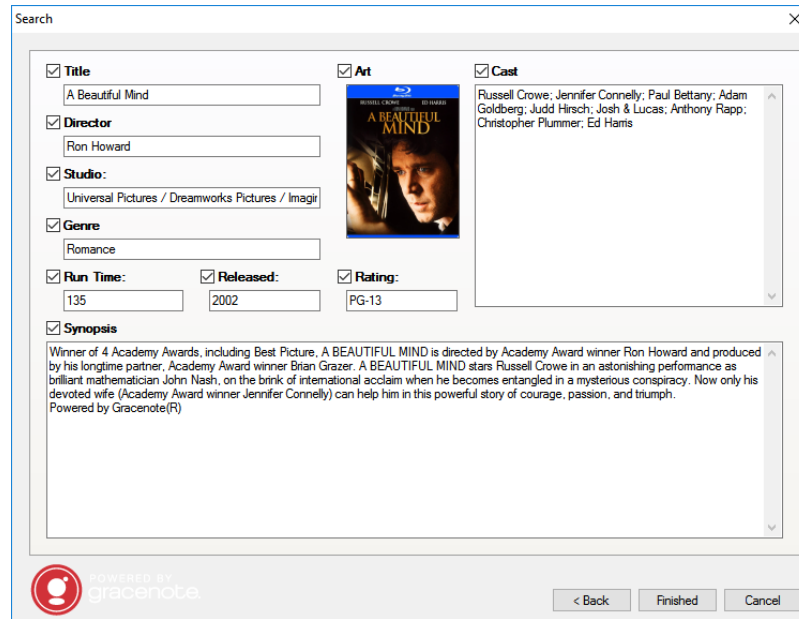 Search
Title
A Beautiful Mind
Director
Ron Howard
Studio:
Universal Pictures / Dreamworks Pictures / Imagin
Genre
Romance
Run Time:
135
Released:
2002
Rating:
PG-13
Art
RUSSELL CROWE ED HARRIS
A BEAUTIFUL
MIND
Cast
Russell Crowe; Jennifer Connelly; Paul Bettany; Adam
Goldberg; Judd Hirsch; Josh & Lucas; Anthony Rapp;
Christopher Plummer; Ed Harris
Synopsis
Winner of 4 Academy Awards, including Best Picture, A BEAUTIFUL MIND is directed by Academy Award winner Ron Howard and produced
by his longtime partner, Academy Award winner Brian Grazer. A BEAUTIFUL MIND stars Russell Crowe in an astonishing performance as
brilliant mathematician John Nash, on the brink of international acclaim when he becomes entangled in a mysterious conspiracy. Now only his
devoted wife (Academy Award winner Jennifer Connelly) can help him in this powerful story of courage, passion, and triumph.
Powered by Gracenote(R)
POWERED BY
gracenote.
< Back
Finished
Cancel